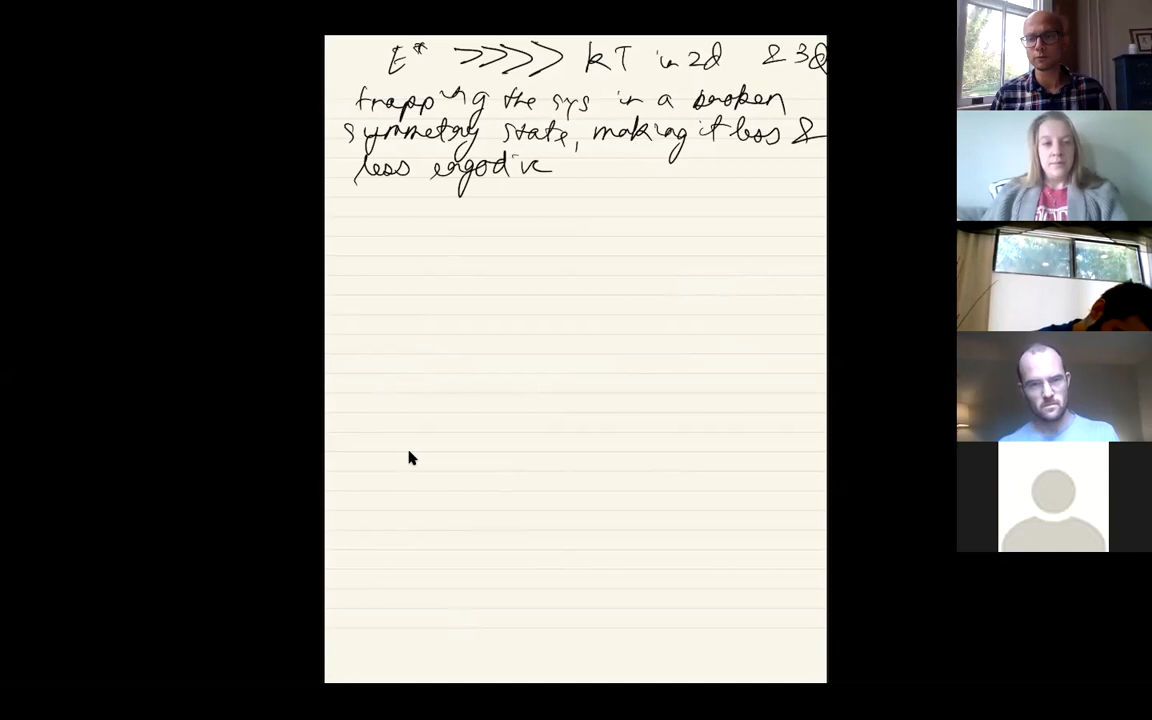 E* >>>> kT in 2d & 3d
trapping the sys in a broken
symmetry state, making it less &
less ergodic